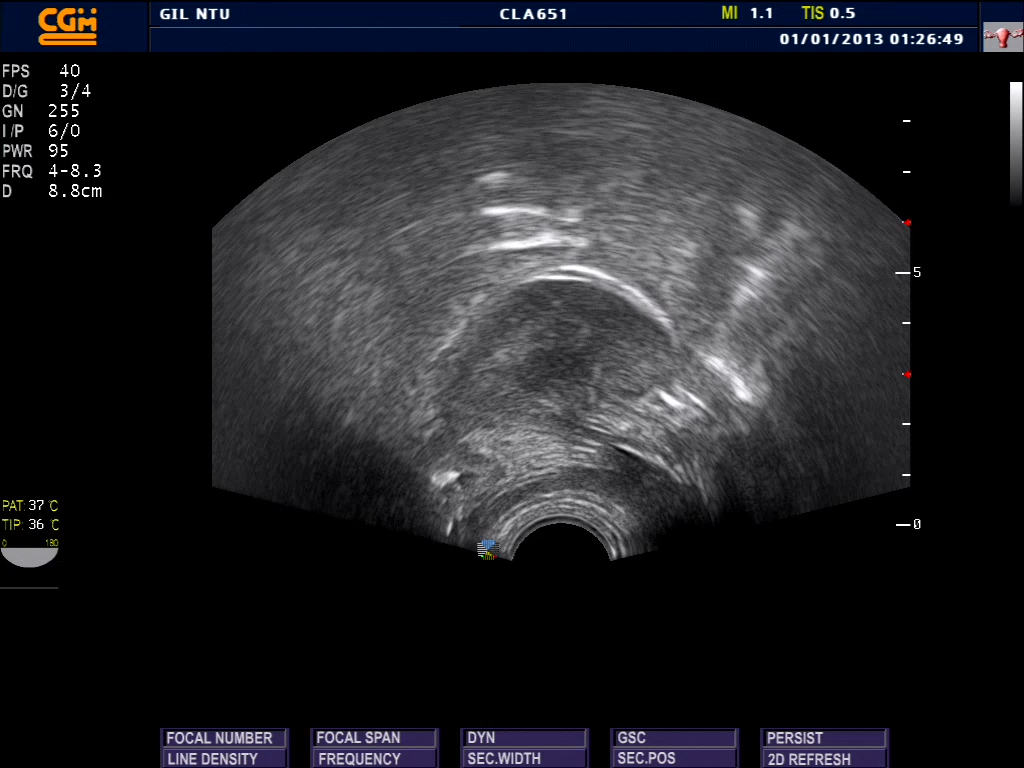 CGM
GIL NTU CLA651 MI 1.1 TIS 0.5
01/01/2013 01:26:49
FPS 40
D/G 3/4
GN 255
I/P 6/0
PWR 95
FRQ 4-8.3
D 8.8cm
5
PAT: 37 °C
TIP: 36 °C
0 180
0
FOCAL NUMBER FOCAL SPAN DYN GSC PERSIST
LINE DENSITY FREQUENCY SEC.WIDTH SEC.POS 2D REFRESH